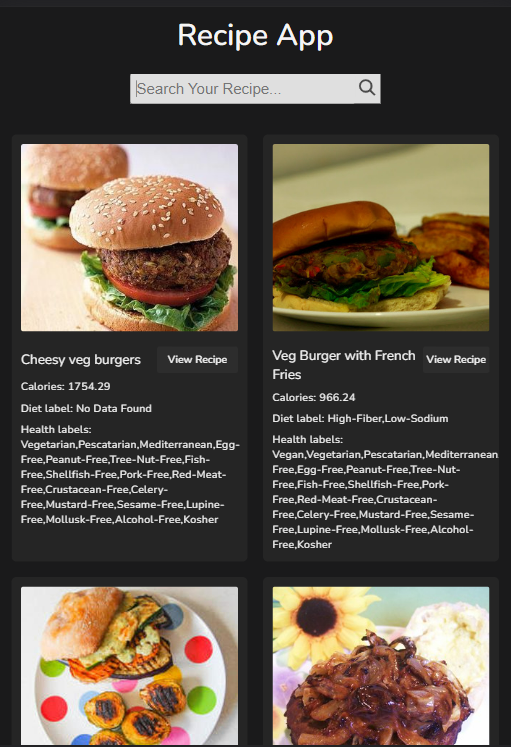 Recipe App
Search Your Recipe...
Cheesy veg burgers
View Recipe
Calories: 1754.29
Diet label: No Data Found
Health labels:
Vegetarian,Pescatarian,Mediterranean,Egg-
Free,Peanut-Free,Tree-Nut-Free,Fish-
Free,Shellfish-Free,Pork-Free,Red-Meat-
Free,Crustacean-Free,Celery-
Free,Mustard-Free,Sesame-Free,Lupine-
Free,Mollusk-Free,Alcohol-Free,Kosher
Veg Burger with French
Fries
View Recipe
Calories: 966.24
Diet label: High-Fiber,Low-Sodium
Health labels:
Vegan,Vegetarian,Pescatarian,Mediterranean
Free,Egg-Free,Peanut-Free,Tree-Nut-
Free,Fish-Free,Shellfish-Free,Pork-
Free,Red-Meat-Free,Crustacean-
Free,Celery-Free,Mustard-Free,Sesame-
Free,Lupine-Free,Mollusk-Free,Alcohol-
Free,Kosher